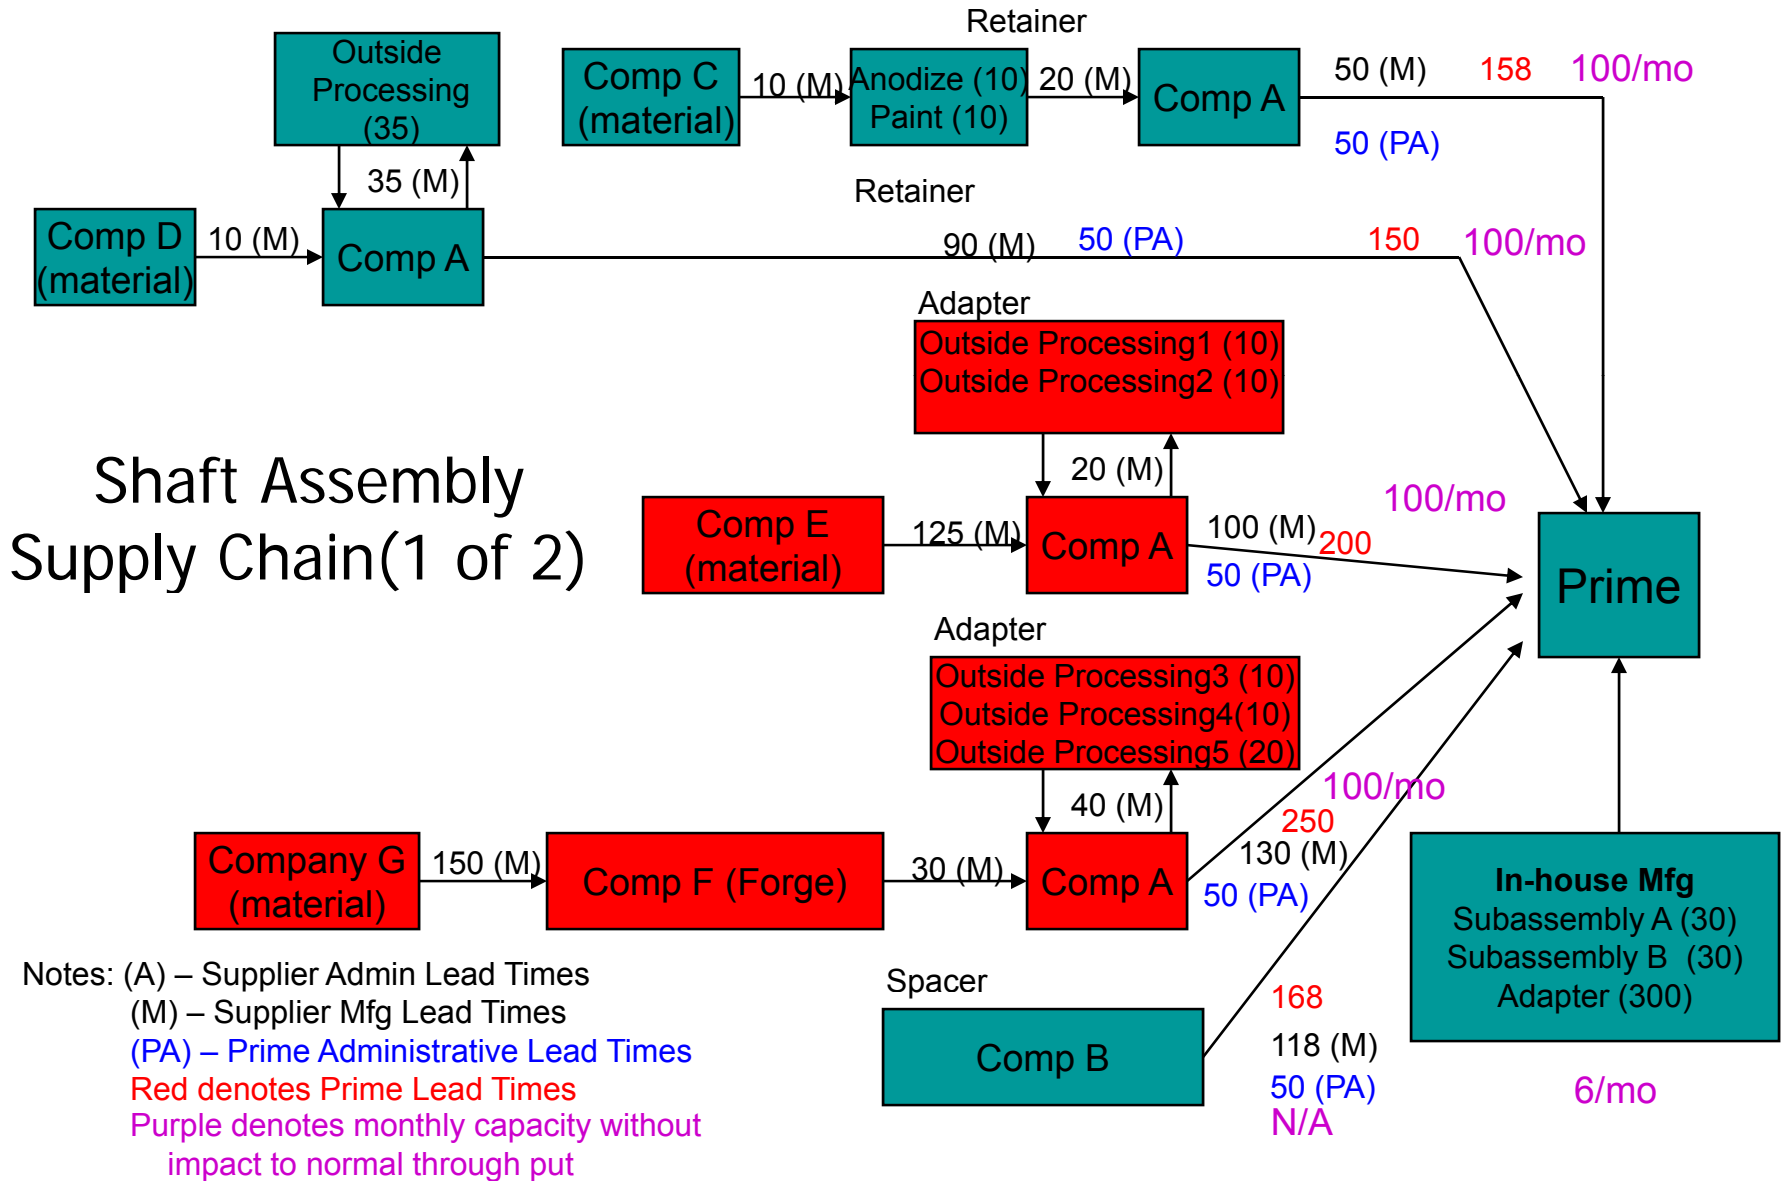 Retainer
Outside
Processing
(35)
Comp C
(material)
10 (M)
Anodize (10)
Paint (10)
20 (M)
Comp A
50 (M)
158
100/mo
50 (PA)
35 (M)
Retainer
Comp D
(material)
10 (M)
Comp A
90 (M)
50 (PA)
150
100/mo
Adapter
Outside Processing1 (10)
Outside Processing2 (10)
20 (M)
Shaft Assembly
Supply Chain(1 of 2)
Comp E
(material)
125 (M)
Comp A
100 (M)
200
100/mo
50 (PA)
Prime
Adapter
Outside Processing3 (10)
Outside Processing4(10)
Outside Processing5 (20)
40 (M)
100/mo
250
130 (M)
50 (PA)
Company G
(material)
150 (M)
Comp F (Forge)
30 (M)
Comp A
In-house Mfg
Subassembly A (30)
Subassembly B (30)
Adapter (300)
6/mo
Spacer
Comp B
168
118 (M)
50 (PA)
N/A
Notes: (A) – Supplier Admin Lead Times
(M) – Supplier Mfg Lead Times
(PA) – Prime Administrative Lead Times
Red denotes Prime Lead Times
Purple denotes monthly capacity without
impact to normal through put